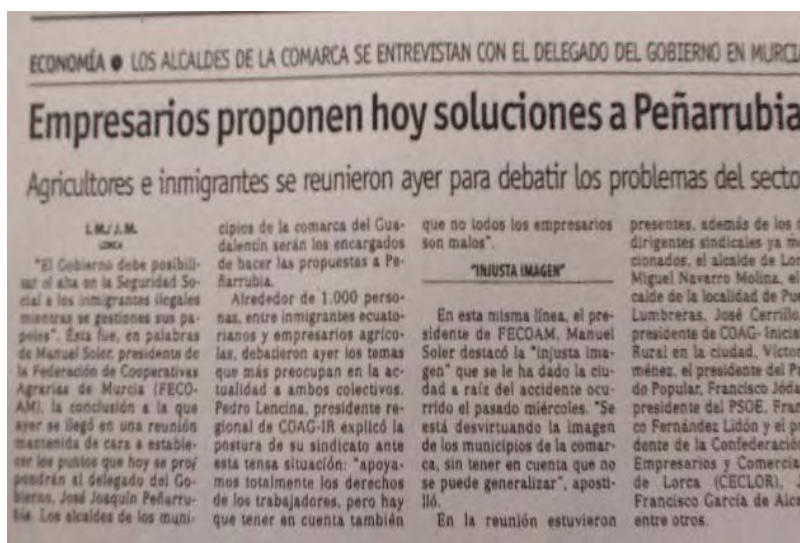 ECONOMÍA ● LOS ALCALDES DE LA COMARCA SE ENTREVISTAN CON EL DELEGADO DEL GOBIERNO EN MURCIA
Empresarios proponen hoy soluciones a Peñarrubia
Agricultores e inmigrantes se reunieron ayer para debatir los problemas del secto
I. M./ J. M.
LORCA
"El Gobierno debe posibili-
tar el alta en la Seguridad So-
cial a los inmigrantes ilegales
mientras se gestiones sus pa-
peles". Ésta fue, en palabras
de Manuel Soler, presidente de
la Federación de Cooperativas
Agrarias de Murcia (FECO-
AM), la conclusión a la que
ayer se llegó en una reunión
mantenida de cara a estable-
cer los puntos que hoy se pro
pondrán al delegado del Go-
bierno, José Joaquín Peñarru-
bia. Los alcaldes de los muni-
cipios de la comarca del Gua-
dalentín serán los encargados
de hacer las propuestas a Pe-
ñarrubia.
Alrededor de 1.000 perso-
nas, entre inmigrantes ecuato-
rianos y empresarios agríco-
las, debatieron ayer los temas
que más preocupan en la ac-
tualidad a ambos colectivos.
Pedro Lencina, presidente re-
gional de COAG-IR explicó la
postura de su sindicato ante
esta tensa situación: "apoya-
mos totalmente los derechos
de los trabajadores, pero hay
que tener en cuenta también
que no todos los empresarios
son malos".
"INJUSTA IMAGEN"
En esta misma línea, el pre-
sidente de FECOAM, Manuel
Soler destacó la "injusta ima-
gen" que se le ha dado la ciu-
dad a raíz del accidente ocu-
rrido el pasado miércoles. "Se
está desvirtuando la imagen
de los municipios de la comar-
ca, sin tener en cuenta que no
se puede generalizar", aposti-
lló.
En la reunión estuvieron
presentes, además de los
dirigentes sindicales ya m
cionados, el alcalde de Lor
Miguel Navarro Molina, el
calde de la localidad de Pue
Lumbreras, José Cerrillo
presidente de COAG- Inicia
Rural en la ciudad, Víctor
ménez, el presidente del Pa
do Popular, Francisco Jóda
presidente del PSOE, Fran
co Fernández Lidón y el p
dente de la Confederación
Empresarios y Comercia
de Lorca (CECLOR), J
Francisco García de Alca
entre otros.